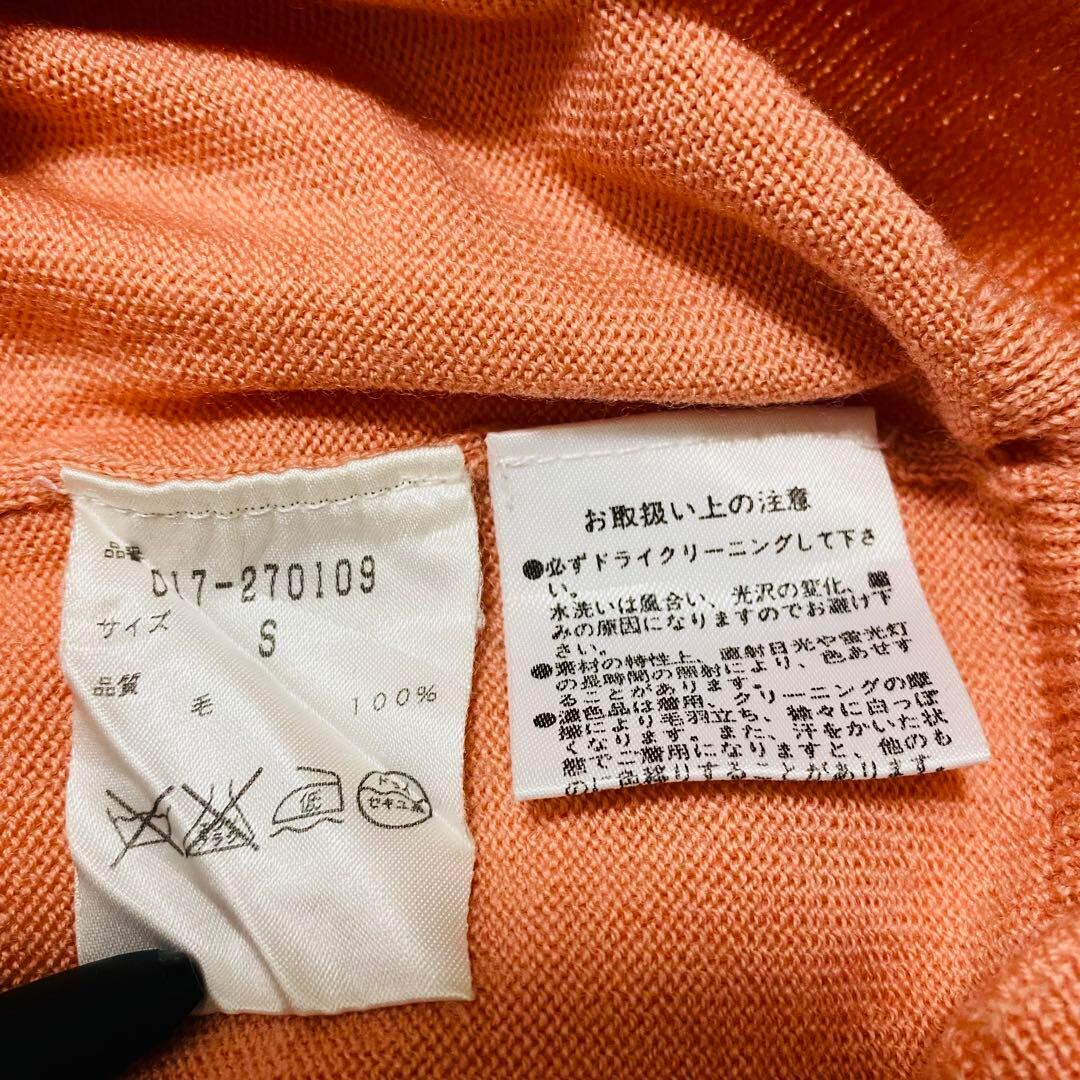 品番
C17-270109
サイズ
S
品質
毛 100%
エンソサラシ
低
ドライ
セキユ系
お取扱い上の注意
●必ずドライクリーニングして下さ
い。
水洗いは風合い、光沢の変化、縮
みの原因になりますのでお避け下
さい。
●素材の特性上、直射日光や蛍光灯
の長時間の照射により、色あせす
ることがあります。
●濃色品は着用、クリーニングの摩
擦により毛羽立ち、徐々に白っぽ
くなります。また、汗をかいた状
態でご着用になりますと、他のも
のに色移りすることがあります。